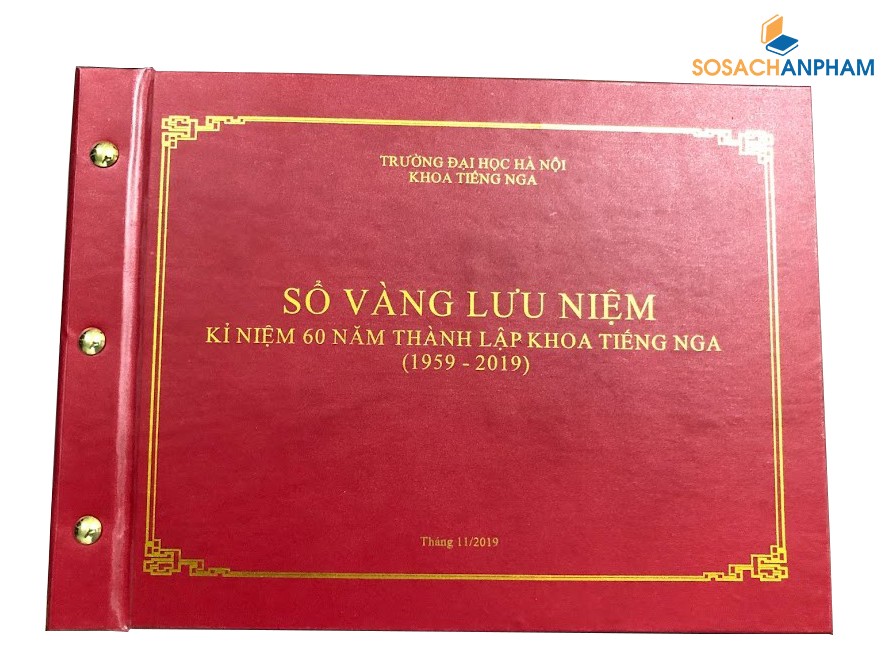 SOSACHANPHAM
TRƯỜNG ĐẠI HỌC HÀ NỘI
KHOA TIẾNG NGA
SỔ VÀNG LƯU NIỆM
KỈ NIỆM 60 NĂM THÀNH LẬP KHOA TIẾNG NGA
(1959 - 2019)
Tháng 11/2019